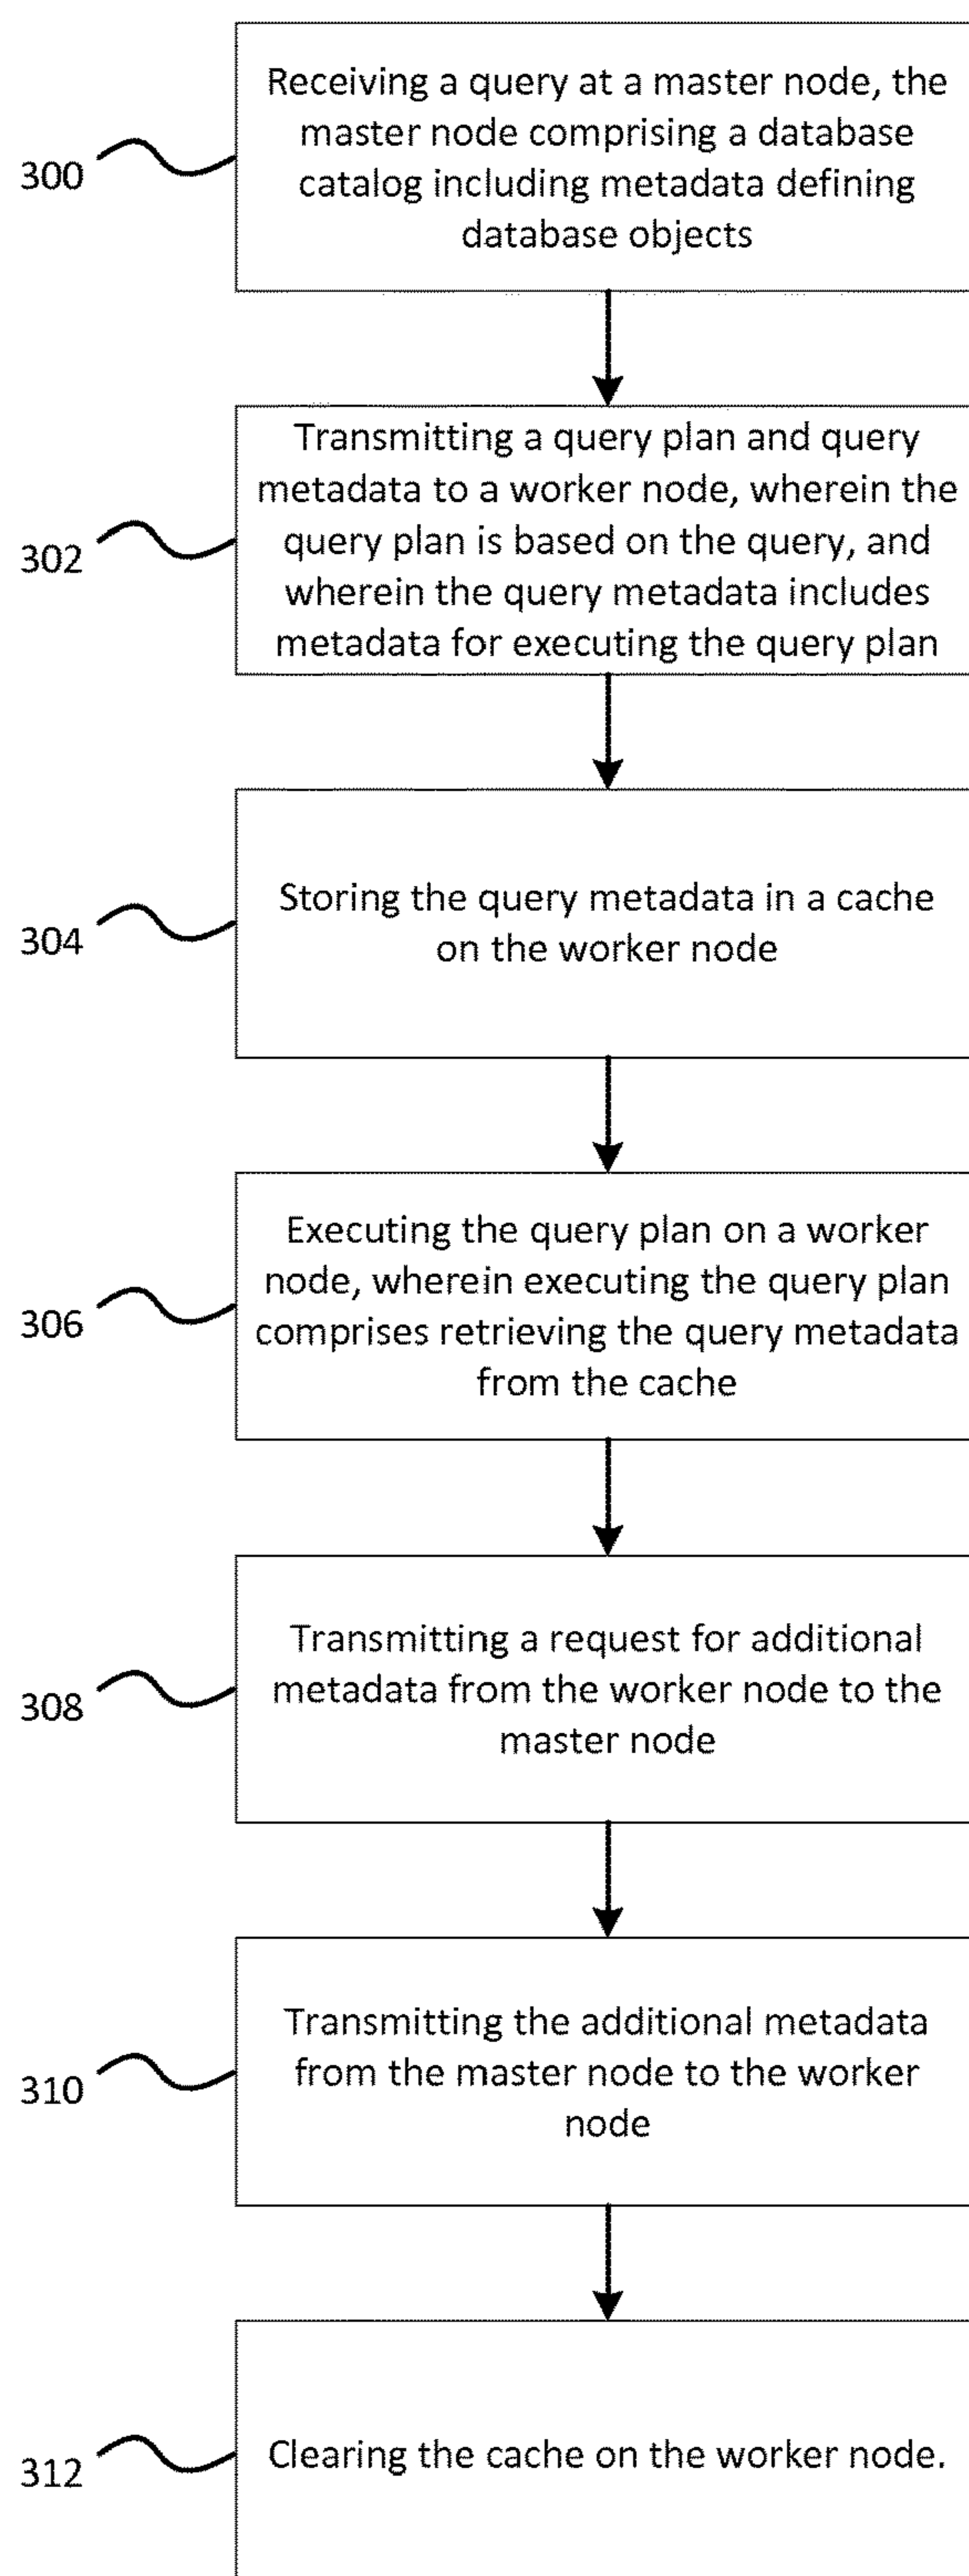 Receiving a query at a master node, the
master node comprising a database
catalog including metadata defining
database objects
300
Transmitting a query plan and query
metadata to a worker node, wherein the
query plan is based on the query, and
wherein the query metadata includes
metadata for executing the query plan
302
Storing the query metadata in a cache
on the worker node
304
Executing the query plan on a worker
node, wherein executing the query plan
comprises retrieving the query metadata
from the cache
306
Transmitting a request for additional
metadata from the worker node to the
master node
308
Transmitting the additional metadata
from the master node to the worker
node
310
Clearing the cache on the worker node.
312